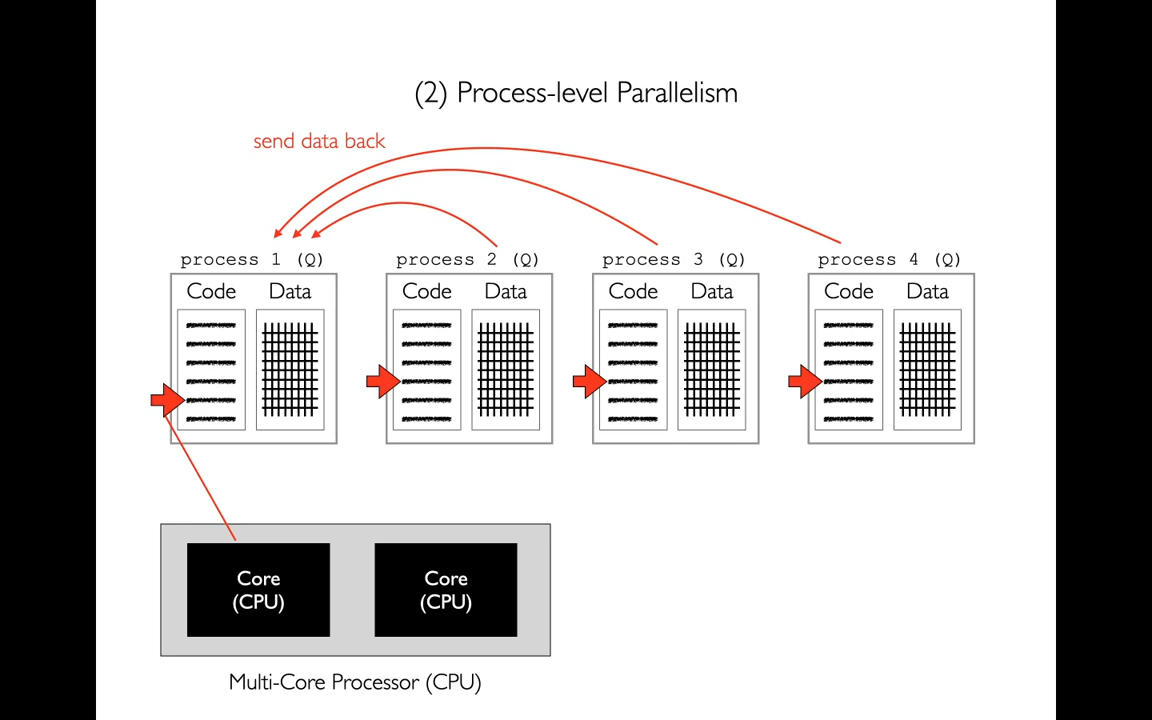 (2) Process-level Parallelism
send data back
process 1 (Q)
process 2 (Q)
process 3 (Q)
process 4 (Q)
Code Data
Code Data
Code Data
Code Data
Core
(CPU)
Core
(CPU)
Multi-Core Processor (CPU)